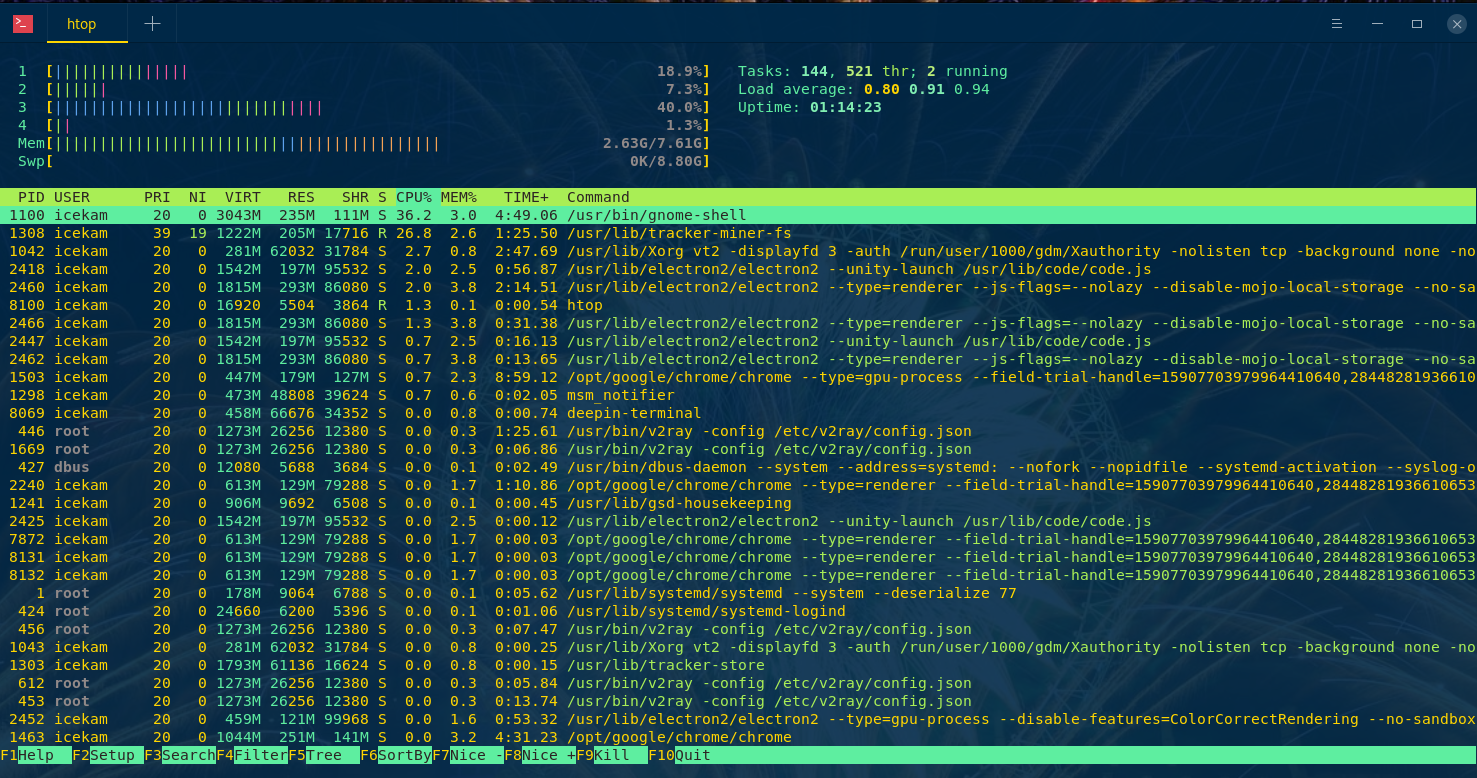 htop
1 [||||||||||||||| 18.9%] Tasks: 144, 521 thr; 2 running
2 [|||||| 7.3%] Load average: 0.80 0.91 0.94
3 [|||||||||||||||||||||||||||||| 40.0%] Uptime: 01:14:23
4 [|| 1.3%]
Mem[||||||||||||||||||||||||||||||||||||||||||| 2.63G/7.61G]
Swp[ 0K/8.80G]
PID USER PRI NI VIRT RES SHR S CPU% MEM% TIME+ Command
1100 icekam 20 0 3043M 235M 111M S 36.2 3.0 4:49.06 /usr/bin/gnome-shell
1308 icekam 39 19 1222M 205M 17716 R 26.8 2.6 1:25.50 /usr/lib/tracker-miner-fs
1042 icekam 20 0 281M 62032 31784 S 2.7 0.8 2:47.69 /usr/lib/Xorg vt2 -displayfd 3 -auth /run/user/1000/gdm/Xauthority -nolisten tcp -background none -no
2418 icekam 20 0 1542M 197M 95532 S 2.0 2.5 0:56.87 /usr/lib/electron2/electron2 --unity-launch /usr/lib/code/code.js
2460 icekam 20 0 1815M 293M 86080 S 2.0 3.8 2:14.51 /usr/lib/electron2/electron2 --type=renderer --js-flags=--nolazy --disable-mojo-local-storage --no-sa
8100 icekam 20 0 16920 5504 3864 R 1.3 0.1 0:00.54 htop
2466 icekam 20 0 1815M 293M 86080 S 1.3 3.8 0:31.38 /usr/lib/electron2/electron2 --type=renderer --js-flags=--nolazy --disable-mojo-local-storage --no-sa
2447 icekam 20 0 1542M 197M 95532 S 0.7 2.5 0:16.13 /usr/lib/electron2/electron2 --unity-launch /usr/lib/code/code.js
2462 icekam 20 0 1815M 293M 86080 S 0.7 3.8 0:13.65 /usr/lib/electron2/electron2 --type=renderer --js-flags=--nolazy --disable-mojo-local-storage --no-sa
1503 icekam 20 0 447M 179M 127M S 0.7 2.3 8:59.12 /opt/google/chrome/chrome --type=gpu-process --field-trial-handle=15907703979964410640,28448281936610
1298 icekam 20 0 473M 48808 39624 S 0.7 0.6 0:02.05 msm_notifier
8069 icekam 20 0 458M 66676 34352 S 0.0 0.8 0:00.74 deepin-terminal
446 root 20 0 1273M 26256 12380 S 0.0 0.3 1:25.61 /usr/bin/v2ray -config /etc/v2ray/config.json
1669 root 20 0 1273M 26256 12380 S 0.0 0.3 0:06.86 /usr/bin/v2ray -config /etc/v2ray/config.json
427 dbus 20 0 12080 5688 3684 S 0.0 0.1 0:02.49 /usr/bin/dbus-daemon --system --address=systemd: --nofork --nopidfile --systemd-activation --syslog-o
2240 icekam 20 0 613M 129M 79288 S 0.0 1.7 1:10.86 /opt/google/chrome/chrome --type=renderer --field-trial-handle=15907703979964410640,28448281936610653
1241 icekam 20 0 906M 9692 6508 S 0.0 0.1 0:00.45 /usr/lib/gsd-housekeeping
2425 icekam 20 0 1542M 197M 95532 S 0.0 2.5 0:00.12 /usr/lib/electron2/electron2 --unity-launch /usr/lib/code/code.js
7872 icekam 20 0 613M 129M 79288 S 0.0 1.7 0:00.03 /opt/google/chrome/chrome --type=renderer --field-trial-handle=15907703979964410640,28448281936610653
8131 icekam 20 0 613M 129M 79288 S 0.0 1.7 0:00.03 /opt/google/chrome/chrome --type=renderer --field-trial-handle=15907703979964410640,28448281936610653
8132 icekam 20 0 613M 129M 79288 S 0.0 1.7 0:00.03 /opt/google/chrome/chrome --type=renderer --field-trial-handle=15907703979964410640,28448281936610653
1 root 20 0 178M 9064 6788 S 0.0 0.1 0:05.62 /usr/lib/systemd/systemd --system --deserialize 77
424 root 20 0 24660 6200 5396 S 0.0 0.1 0:01.06 /usr/lib/systemd/systemd-logind
456 root 20 0 1273M 26256 12380 S 0.0 0.3 0:07.47 /usr/bin/v2ray -config /etc/v2ray/config.json
1043 icekam 20 0 281M 62032 31784 S 0.0 0.8 0:00.25 /usr/lib/Xorg vt2 -displayfd 3 -auth /run/user/1000/gdm/Xauthority -nolisten tcp -background none -no
1303 icekam 20 0 1793M 61136 16624 S 0.0 0.8 0:00.15 /usr/lib/tracker-store
612 root 20 0 1273M 26256 12380 S 0.0 0.3 0:05.84 /usr/bin/v2ray -config /etc/v2ray/config.json
453 root 20 0 1273M 26256 12380 S 0.0 0.3 0:13.74 /usr/bin/v2ray -config /etc/v2ray/config.json
2452 icekam 20 0 459M 121M 99968 S 0.0 1.6 0:53.32 /usr/lib/electron2/electron2 --type=gpu-process --disable-features=ColorCorrectRendering --no-sandbox
1463 icekam 20 0 1044M 251M 141M S 0.0 3.2 4:31.23 /opt/google/chrome/chrome
F1Help F2Setup F3SearchF4FilterF5Tree F6SortByF7Nice -F8Nice +F9Kill F10Quit